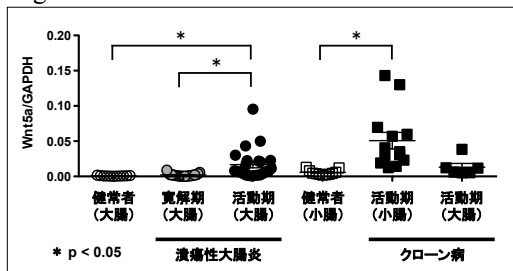 Wnt5a/GAPDH
0.20
0.15
0.10
0.05
0.00
*
*
*
健常者 寛解期 活動期 健常者 活動期 活動期
(大腸) (大腸) (大腸) (小腸) (小腸) (大腸)
* p < 0.05 潰瘍性大腸炎 クローン病